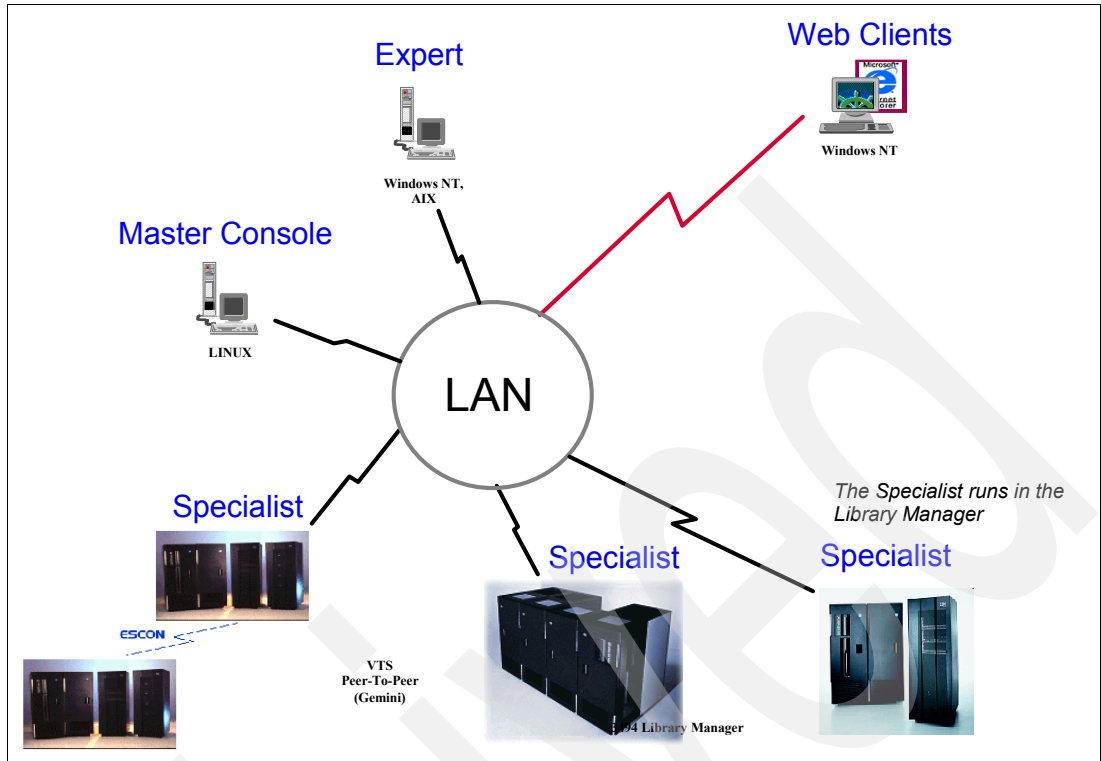 Web Clients
Expert
Microsoft
Windows NT
Windows NT,
AIX
Master Console
LINUX
LAN
The Specialist runs in the
Library Manager
Specialist
Specialist
Specialist
ESCON
VTS
Peer-To-Peer
(Gemini)
Library Manager